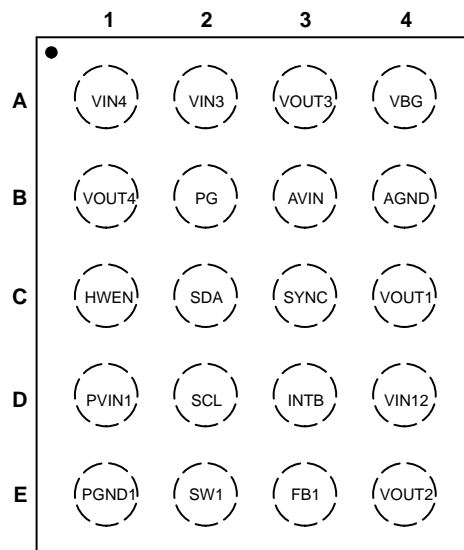 1 2 3 4
A VIN4 VIN3 VOUT3 VBG
B VOUT4 PG AVIN AGND
C HWEN SDA SYNC VOUT1
D PVIN1 SCL INTB VIN12
E PGND1 SW1 FB1 VOUT2